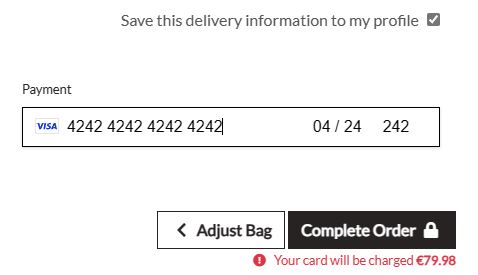 Save this delivery information to my profile
Payment
VISA 4242 4242 4242 4242 04 / 24 242
Adjust Bag Complete Order
Your card will be charged €79.98